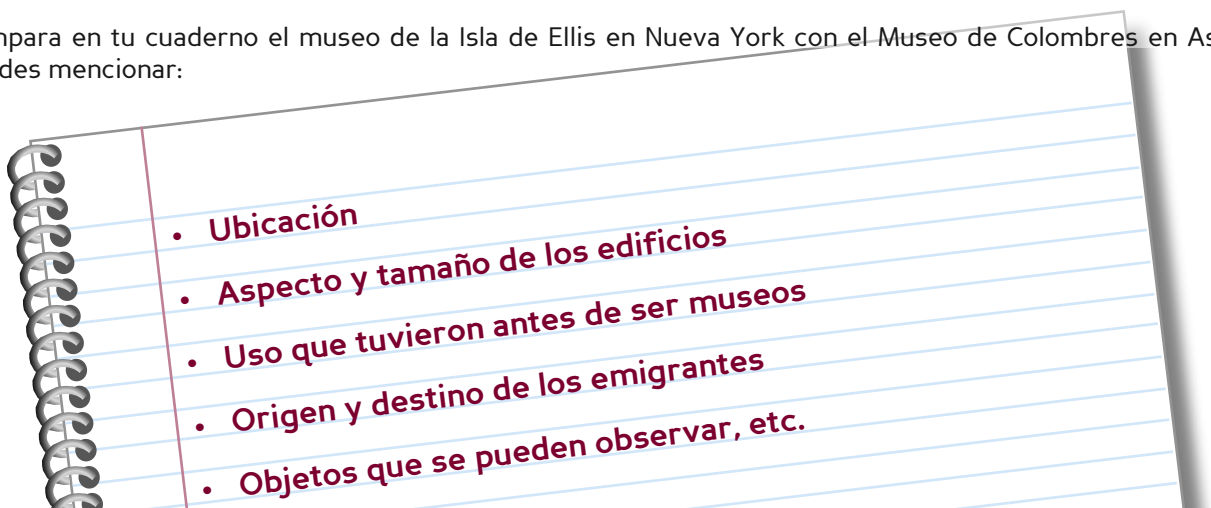 para en tu cuaderno el museo de la Isla de Ellis en Nueva York con el Museo de Colombres en As
des mencionar:
• Ubicación
• Aspecto y tamaño de los edificios
• Uso que tuvieron antes de ser museos
• Origen y destino de los emigrantes
• Objetos que se pueden observar, etc.